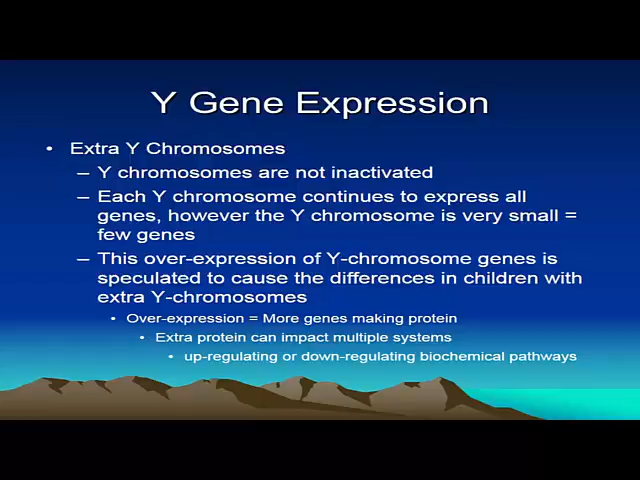 Y Gene Expression
• Extra Y Chromosomes
– Y chromosomes are not inactivated
– Each Y chromosome continues to express all
genes, however the Y chromosome is very small =
few genes
– This over-expression of Y-chromosome genes is
speculated to cause the differences in children with
extra Y-chromosomes
• Over-expression = More genes making protein
• Extra protein can impact multiple systems
• up-regulating or down-regulating biochemical pathways